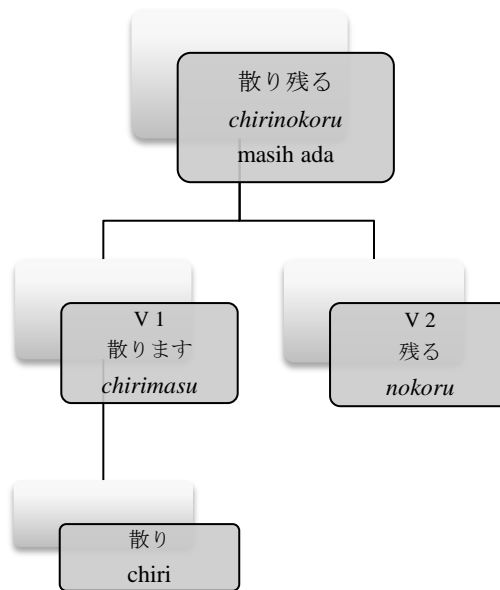 散り残る
chirinokoru
masih ada
V 1
散ります
chirimasu
V 2
残る
nokoru
散り
chiri